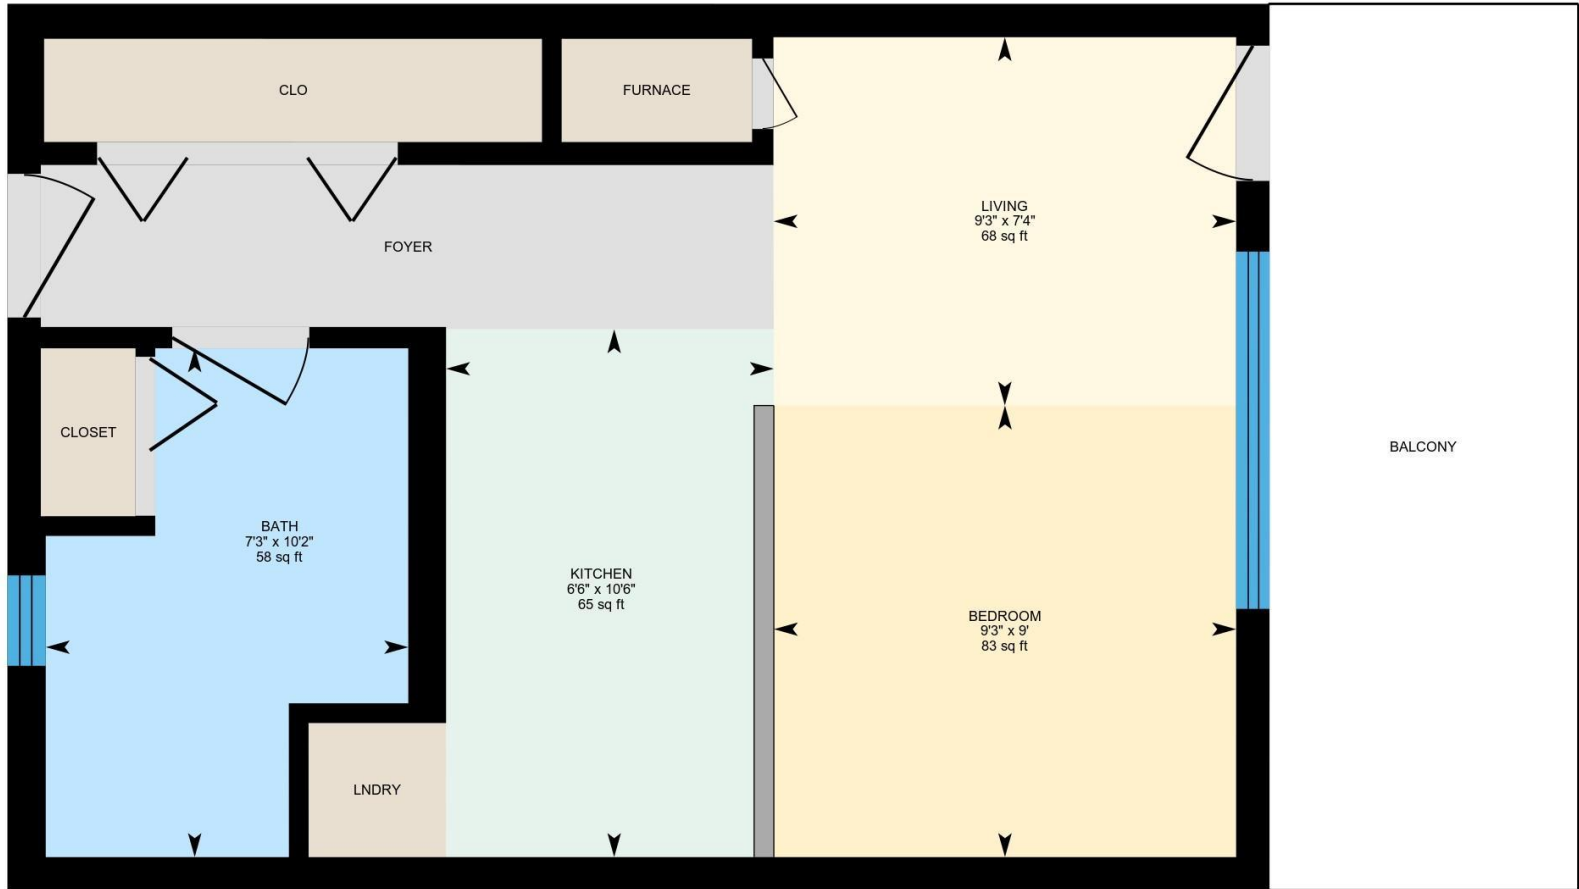 CLO
FURNACE
FOYER
LIVING
9'3" x 7'4"
68 sq ft
CLOSET
BATH
7'3" x 10'2"
58 sq ft
KITCHEN
6'6" x 10'6"
65 sq ft
BEDROOM
9'3" x 9'
83 sq ft
BALCONY
LNDRY